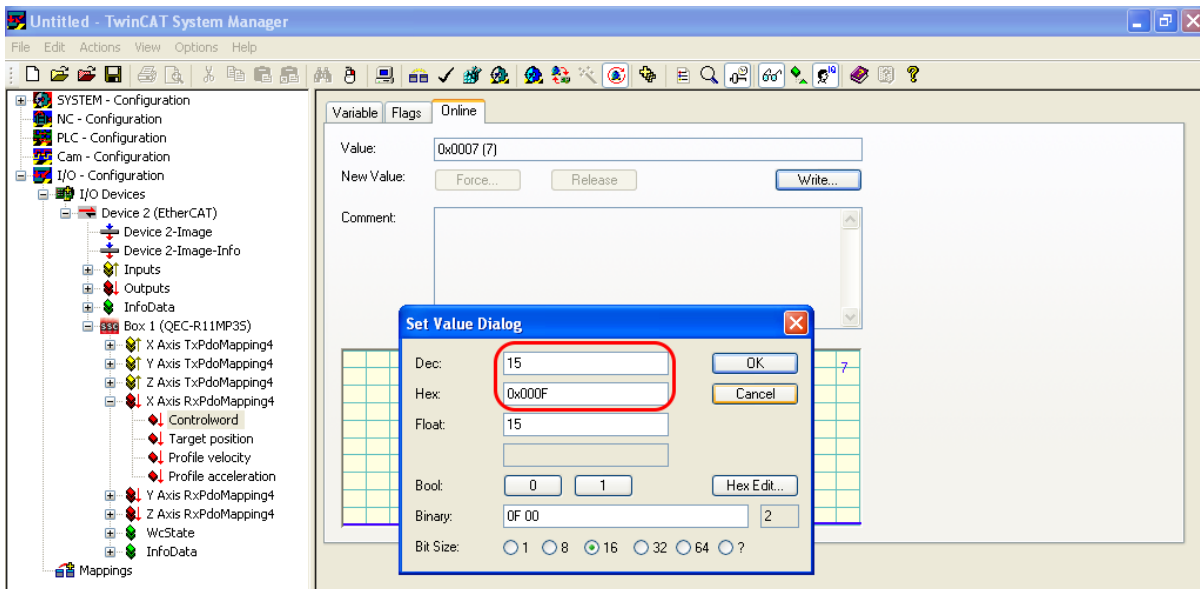 Untitled - TwinCAT System Manager
File Edit Actions View Options Help
SYSTEM - Configuration
NC - Configuration
PLC - Configuration
Cam - Configuration
I/O - Configuration
I/O Devices
Device 2 (EtherCAT)
Device 2-Image
Device 2-Image-Info
Inputs
Outputs
InfoData
Box 1 (QEC-R11MP3S)
X Axis TxPdoMapping4
Y Axis TxPdoMapping4
Z Axis TxPdoMapping4
X Axis RxPdoMapping4
Controlword
Target position
Profile velocity
Profile acceleration
Y Axis RxPdoMapping4
Z Axis RxPdoMapping4
WcState
InfoData
Mappings
Variable Flags Online
Value: 0x0007 (7)
New Value: Force... Release Write...
Comment:
7
Set Value Dialog
Dec: 15 OK
Hex: 0x000F Cancel
Float: 15
Bool: 0 1 Hex Edit...
Binary: 0F 00 2
Bit Size: 1 8 16 32 64 ?